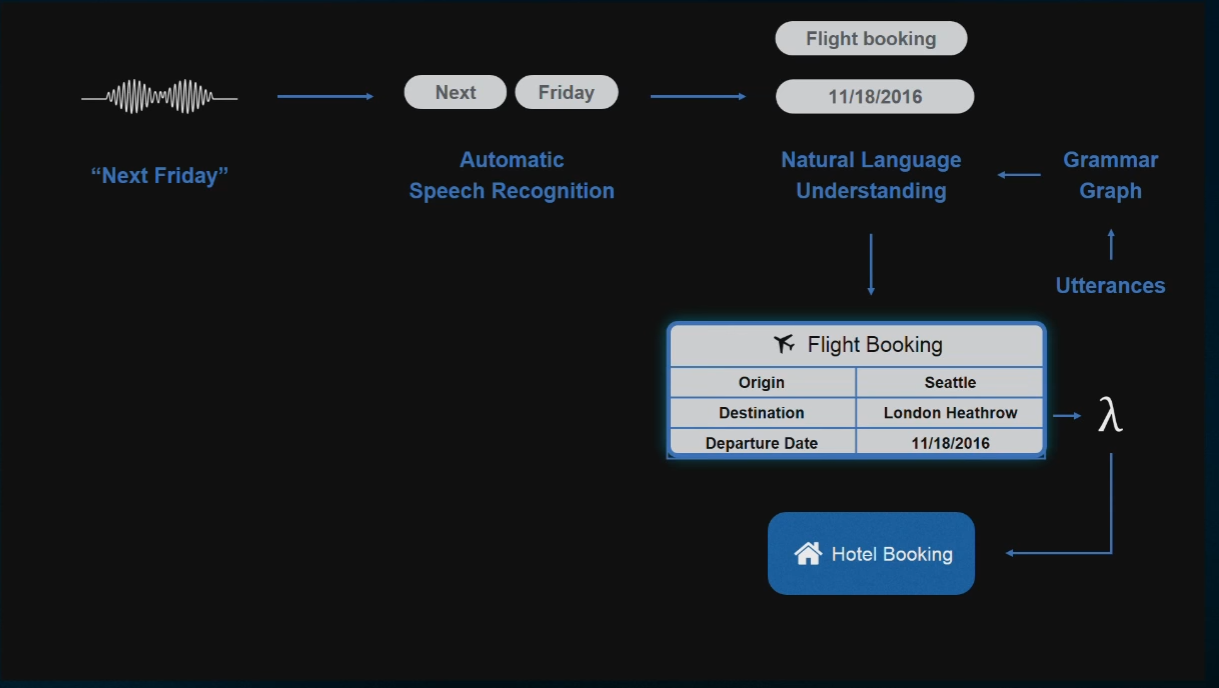 Flight booking
Next Friday
11/18/2016
“Next Friday”
Automatic
Speech Recognition
Natural Language
Understanding
Grammar
Graph
Utterances
Flight Booking
Origin Seattle
Destination London Heathrow
Departure Date 11/18/2016
λ
Hotel Booking